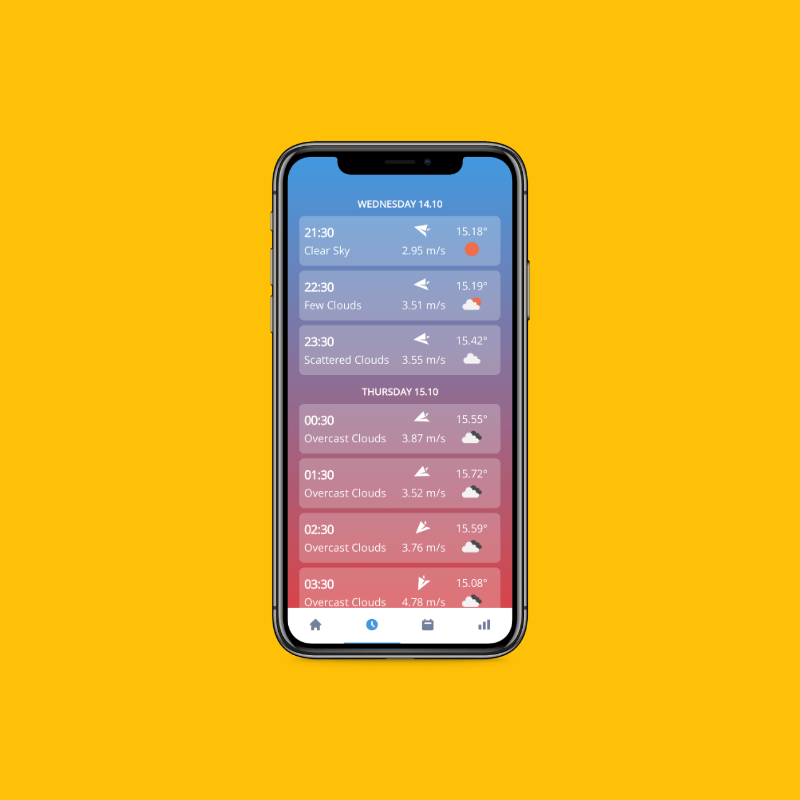 WEDNESDAY 14.10
21:30 15.18°
Clear Sky 2.95 m/s
22:30 15.19°
Few Clouds 3.51 m/s
23:30 15.42°
Scattered Clouds 3.55 m/s
THURSDAY 15.10
00:30 15.55°
Overcast Clouds 3.87 m/s
01:30 15.72°
Overcast Clouds 3.52 m/s
02:30 15.59°
Overcast Clouds 3.76 m/s
03:30 15.08°
Overcast Clouds 4.78 m/s